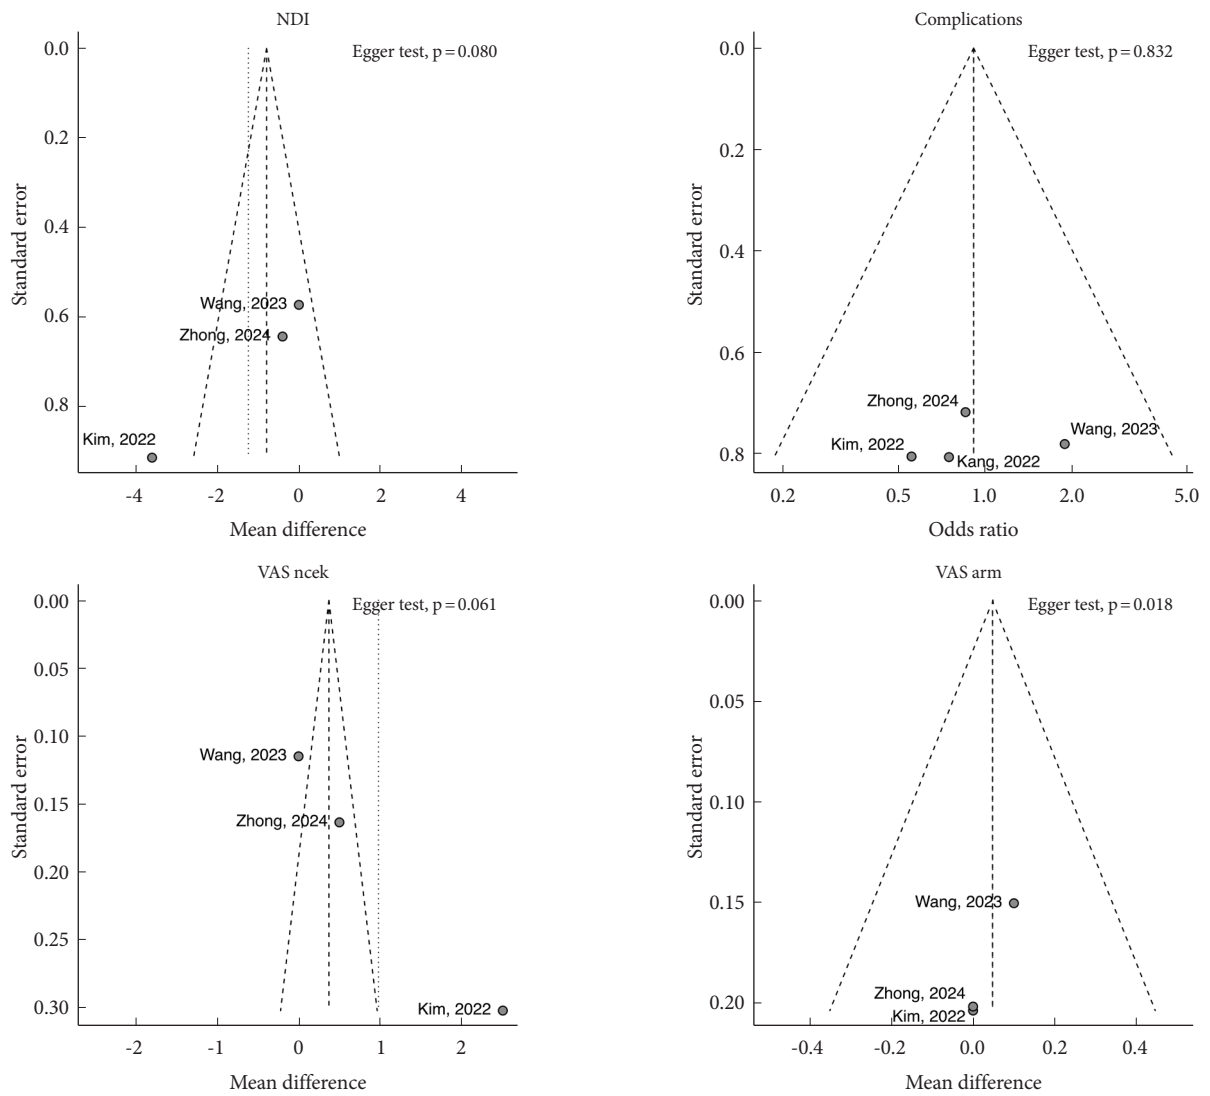 NDI
Egger test, p=0.080
Standard error
0.0
0.2
0.4
0.6
0.8
Wang, 2023
Zhong, 2024
Kim, 2022
-4
-2
0
2
4
Mean difference
Complications
Egger test, p=0.832
Standard error
0.0
0.2
0.4
0.6
0.8
Zhong, 2024
Wang, 2023
Kim, 2022
Kang, 2022
0.2
0.5
1.0
2.0
5.0
Odds ratio
VAS ncek
Egger test, p=0.061
Standard error
0.00
0.05
0.10
0.15
0.20
0.25
0.30
Wang, 2023
Zhong, 2024
Kim, 2022
-2
-1
0
1
2
Mean difference
VAS arm
Egger test, p=0.018
Standard error
0.00
0.05
0.10
0.15
0.20
Wang, 2023
Zhong, 2024
Kim, 2022
-0.4
-0.2
0.0
0.2
0.4
Mean difference